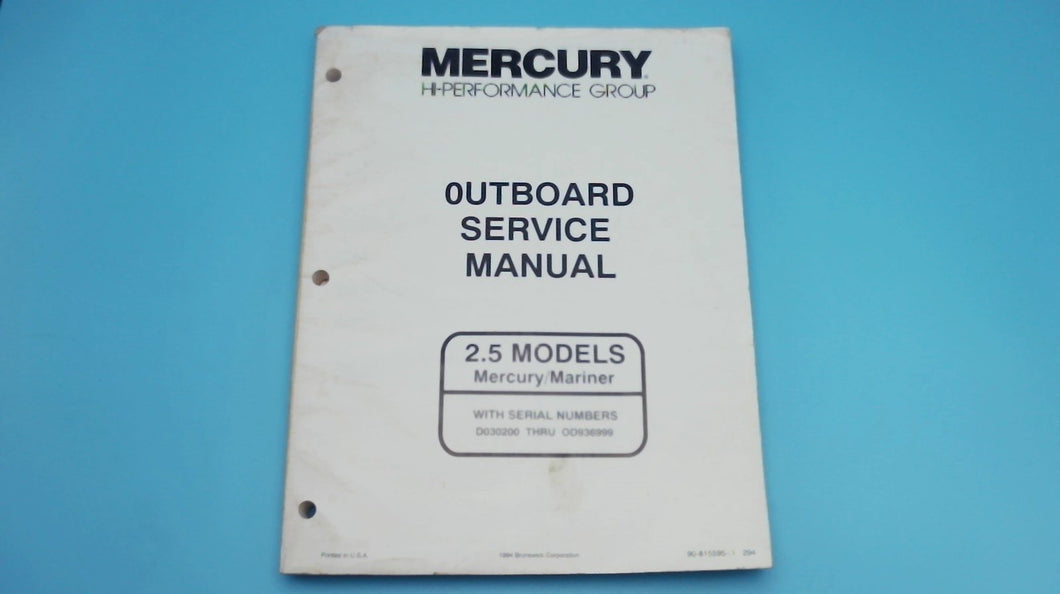 MERCURY®
HI-PERFORMANCE GROUP
0UTBOARD
SERVICE
MANUAL
2.5 MODELS
Mercury/Mariner
WITH SERIAL NUMBERS
D030200 THRU OD936999
Printed in U.S.A.
1994 Brunswick Corporation
294